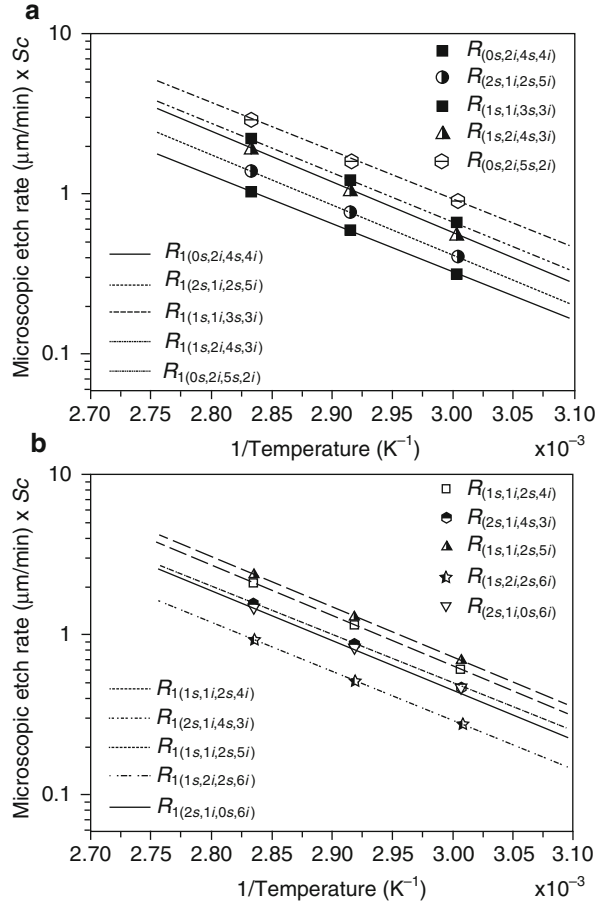 a
Microscopic etch rate (μm/min) x Sc
10
1
0.1
R(0s,2i,4s,4i)
R(2s,1i,2s,5i)
R(1s,1i,3s,3i)
R(1s,2i,4s,3i)
R(0s,2i,5s,2i)
R1(0s,2i,4s,4i)
R1(2s,1i,2s,5i)
R1(1s,1i,3s,3i)
R1(1s,2i,4s,3i)
R1(0s,2i,5s,2i)
2.70 2.75 2.80 2.85 2.90 2.95 3.00 3.05 3.10
1/Temperature (K⁻¹) x10⁻³
b
Microscopic etch rate (μm/min) x Sc
10
1
0.1
R(1s,1i,2s,4i)
R(2s,1i,4s,3i)
R(1s,1i,2s,5i)
R(1s,2i,2s,6i)
R(2s,1i,0s,6i)
R1(1s,1i,2s,4i)
R1(2s,1i,4s,3i)
R1(1s,1i,2s,5i)
R1(1s,2i,2s,6i)
R1(2s,1i,0s,6i)
2.70 2.75 2.80 2.85 2.90 2.95 3.00 3.05 3.10
1/Temperature (K⁻¹) x10⁻³